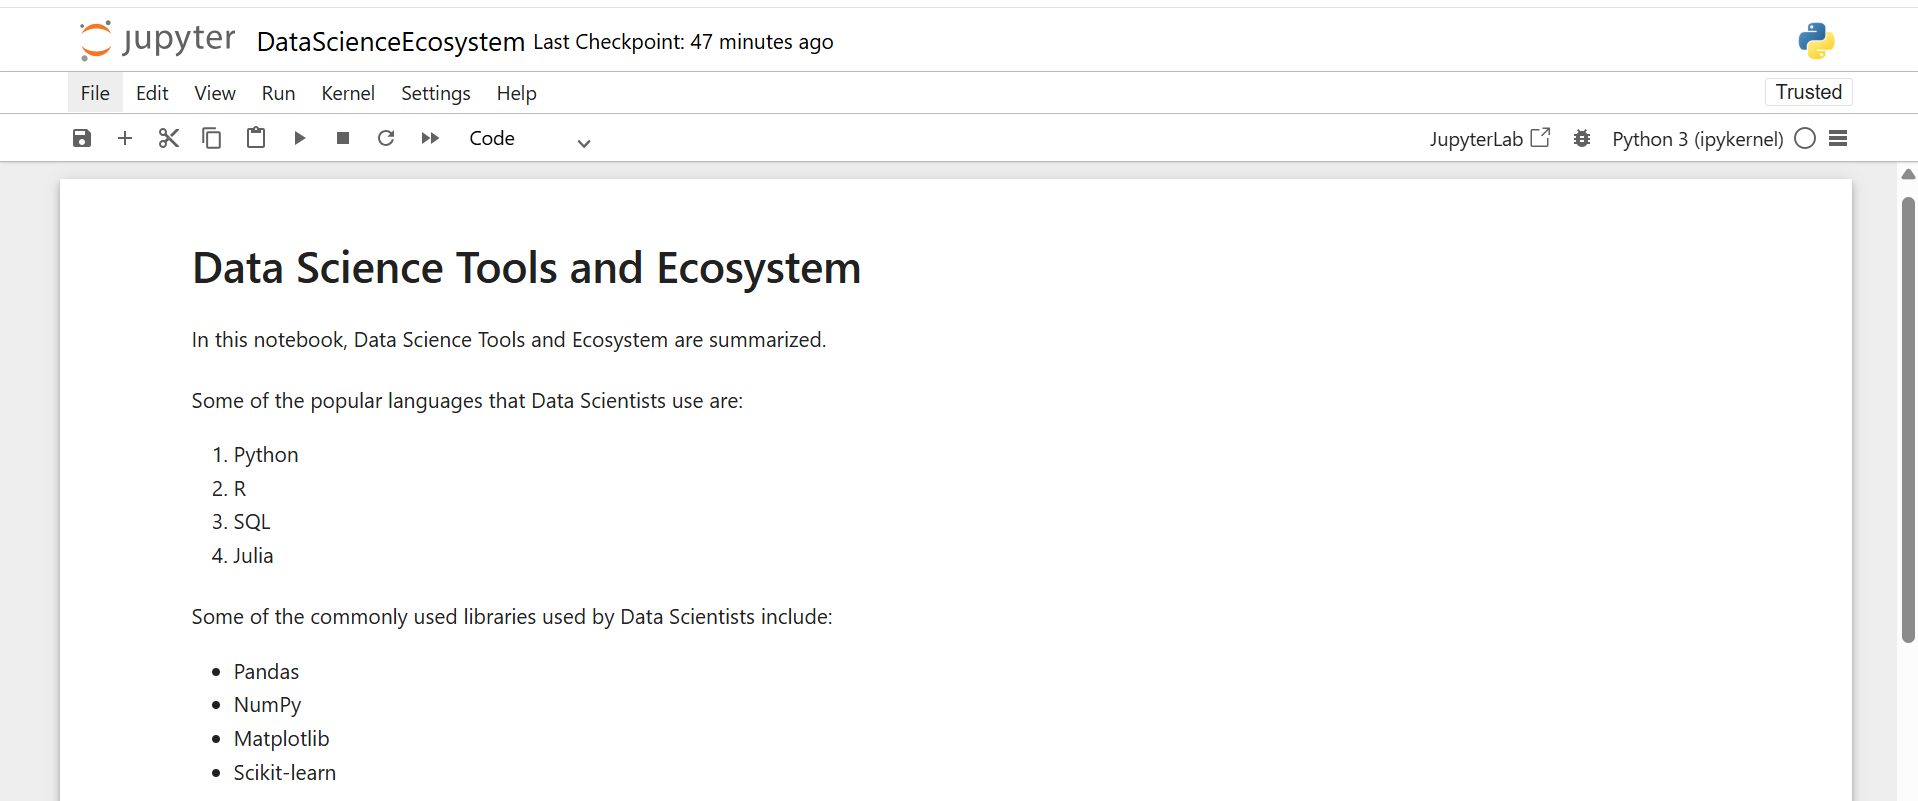 jupyter DataScienceEcosystem Last Checkpoint: 47 minutes ago
File Edit View Run Kernel Settings Help Trusted
Code JupyterLab Python 3 (ipykernel)
Data Science Tools and Ecosystem
In this notebook, Data Science Tools and Ecosystem are summarized.
Some of the popular languages that Data Scientists use are:
1. Python
2. R
3. SQL
4. Julia
Some of the commonly used libraries used by Data Scientists include:
• Pandas
• NumPy
• Matplotlib
• Scikit-learn